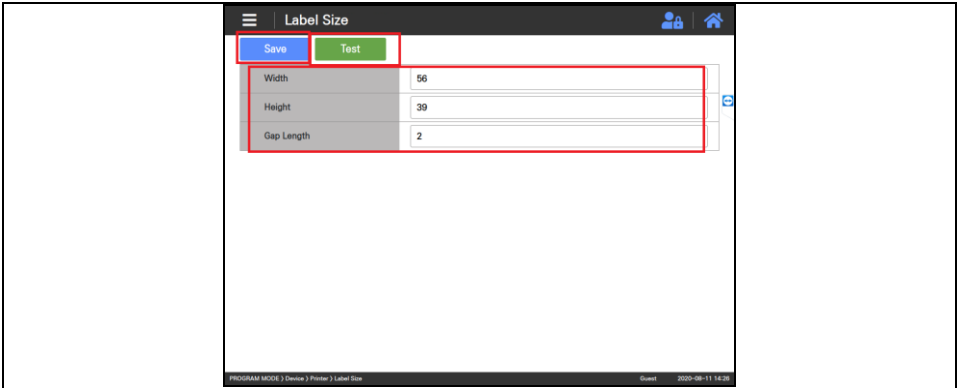 Label Size
Save Test
Width 56
Height 39
Gap Length 2
PROGRAM MODE > Device > Printer > Label Size Guest 2020-08-11 14:26